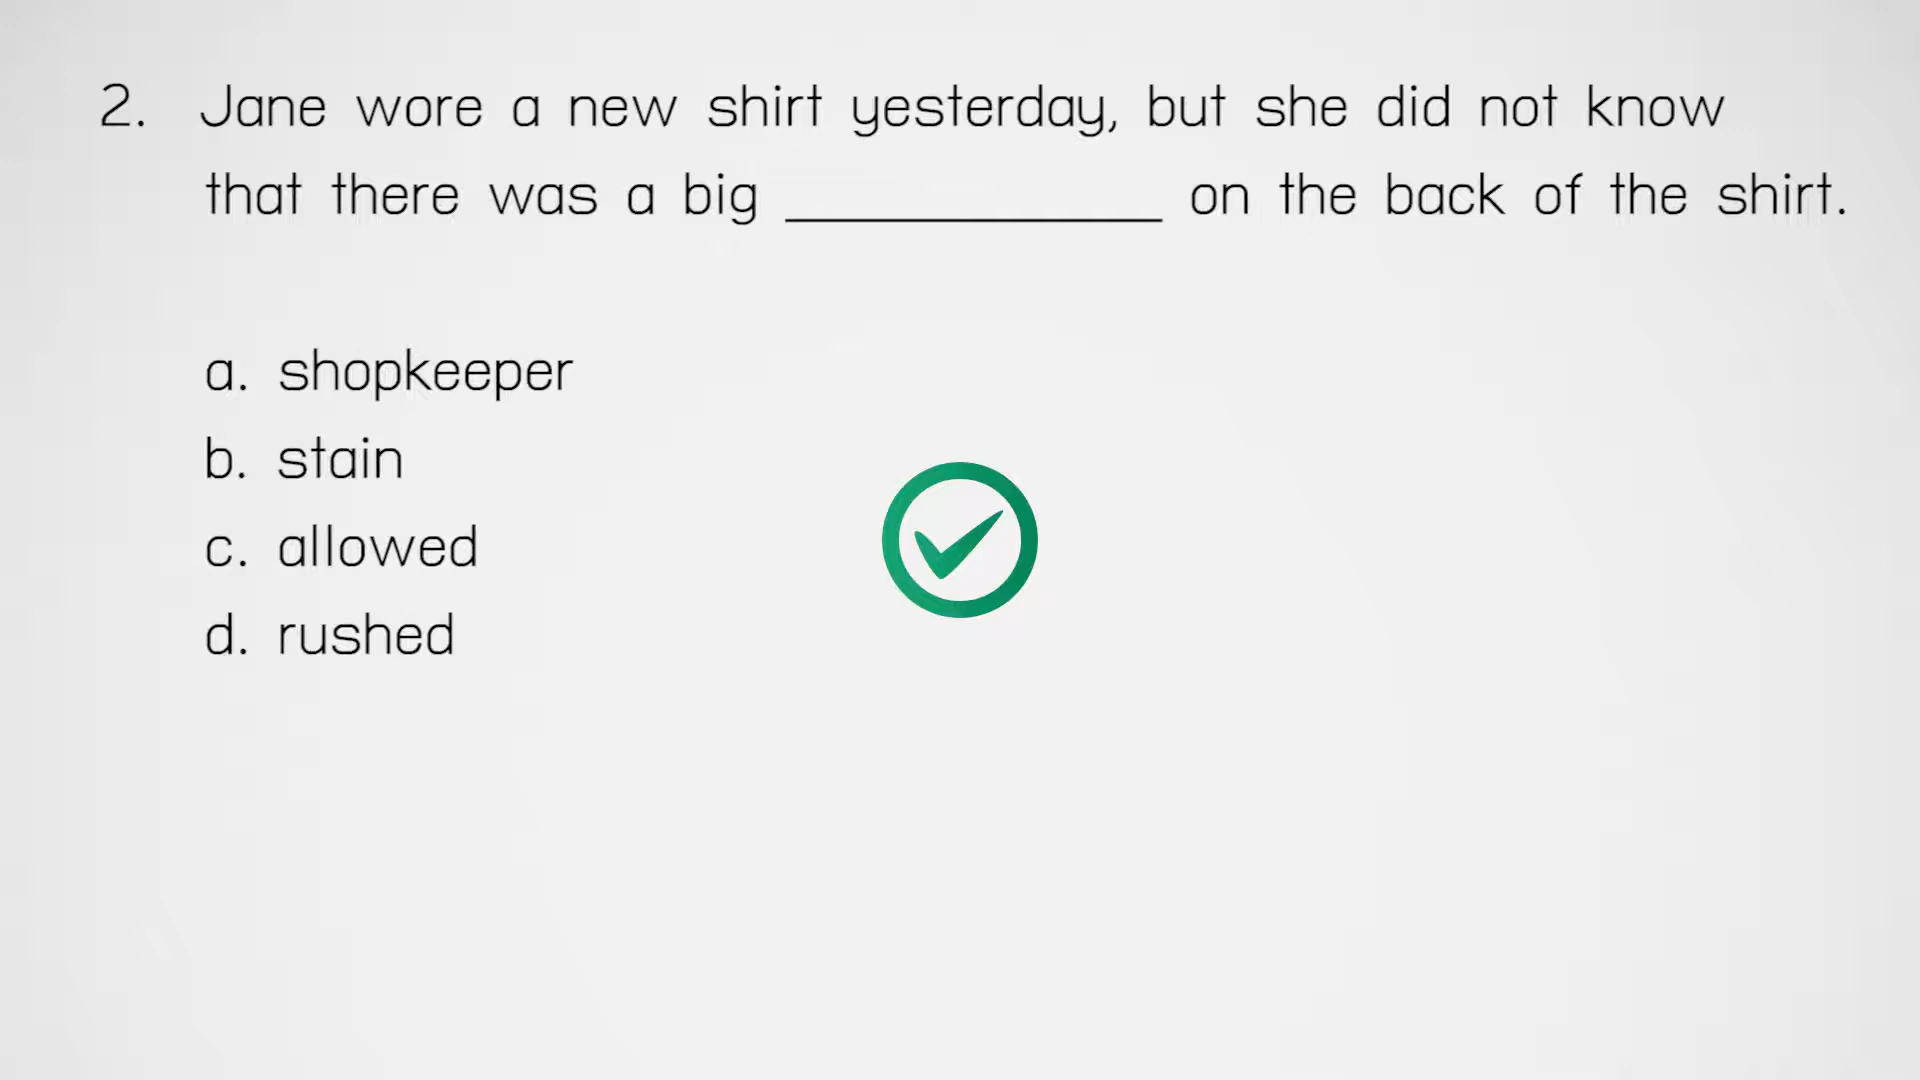 2. Jane wore a new shirt yesterday, but she did not know
that there was a big ____________ on the back of the shirt.
a. shopkeeper
b. stain
c. allowed
d. rushed